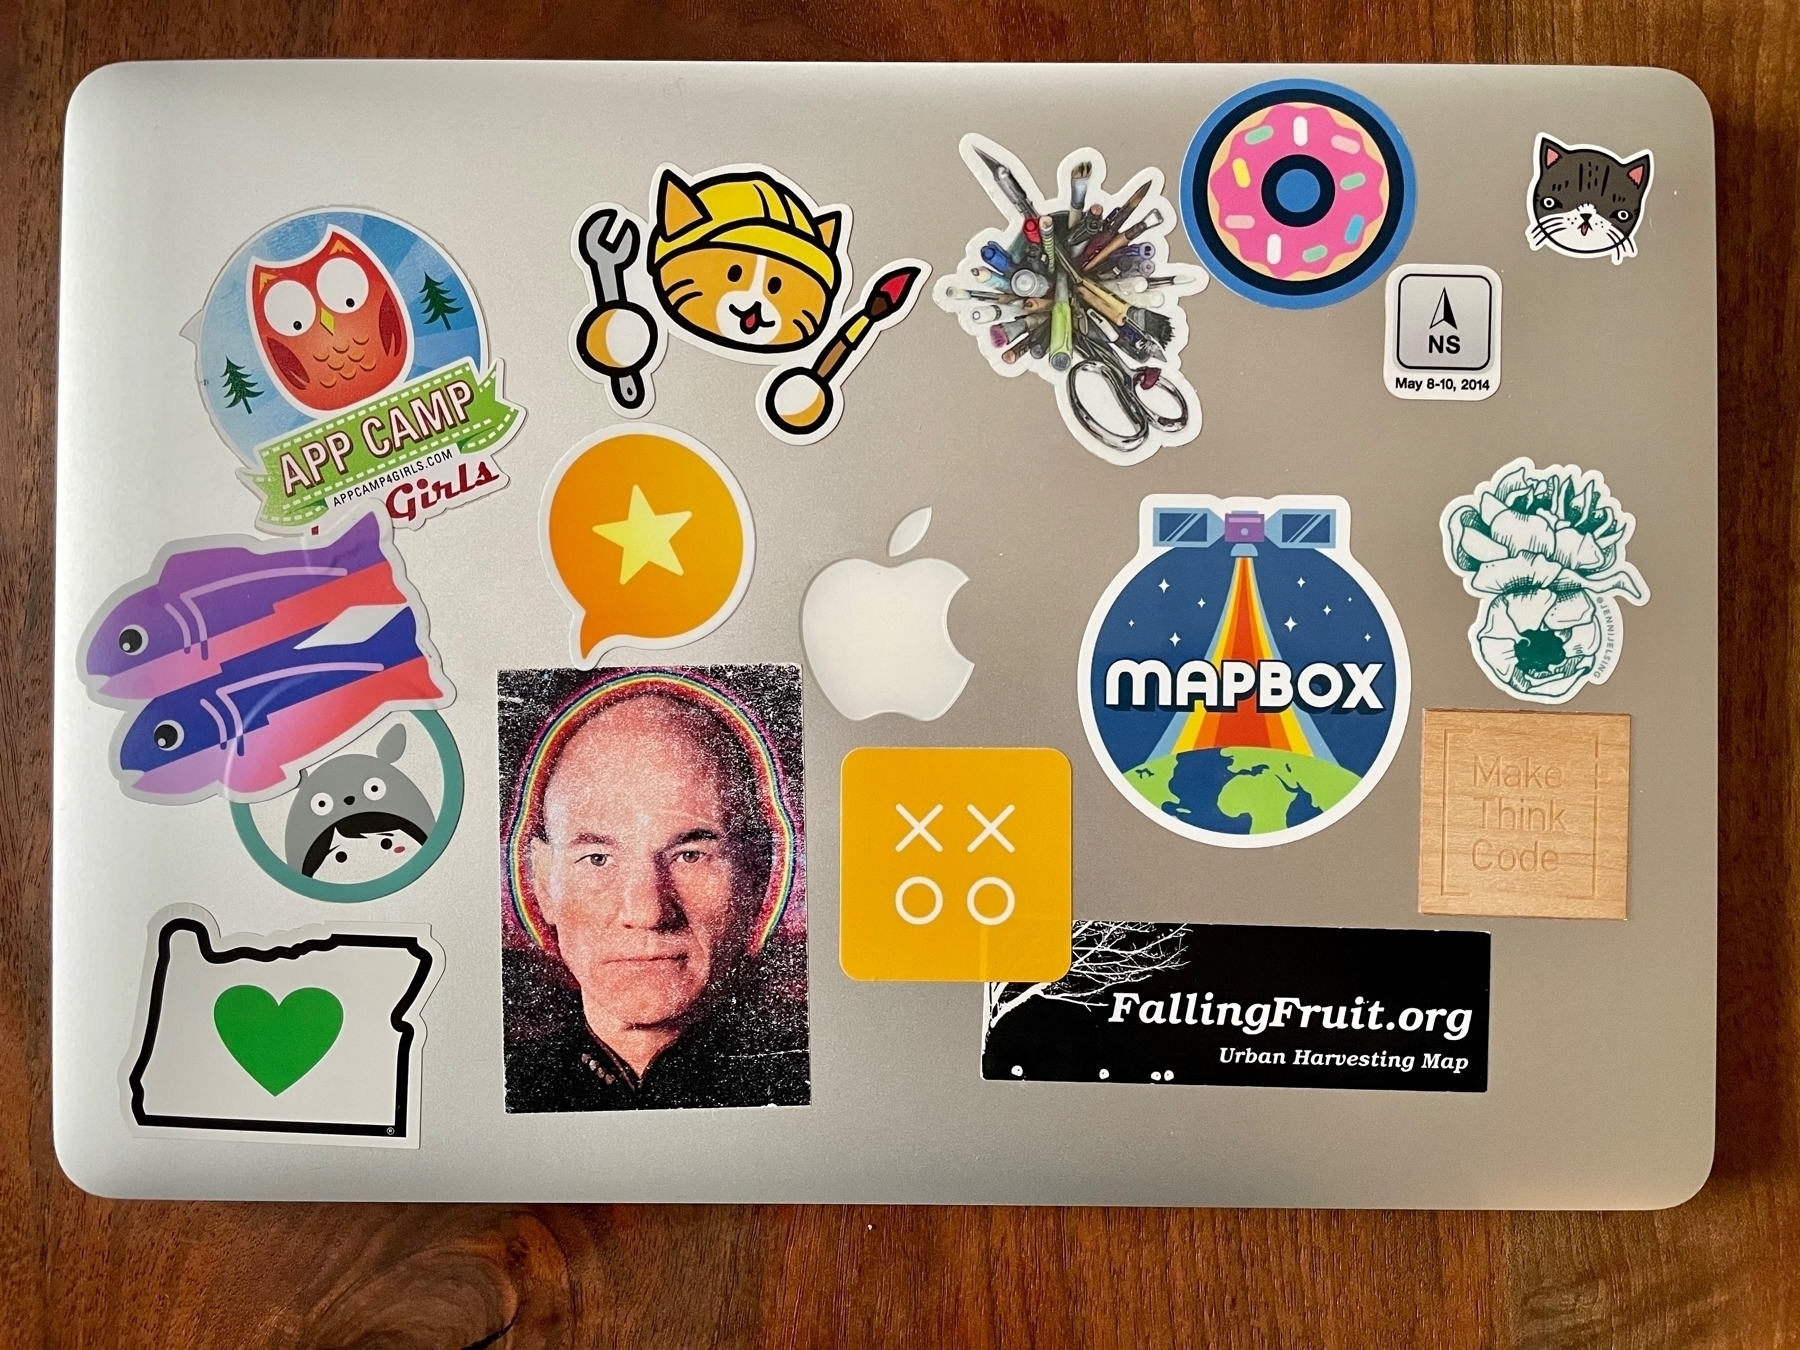 APP CAMP
APPCAMP4GIRLS.COM
Girls
NS
May 8-10, 2014
MAPBOX
@JENNIJELSING
Make
Think
Code
FallingFruit.org
Urban Harvesting Map
®